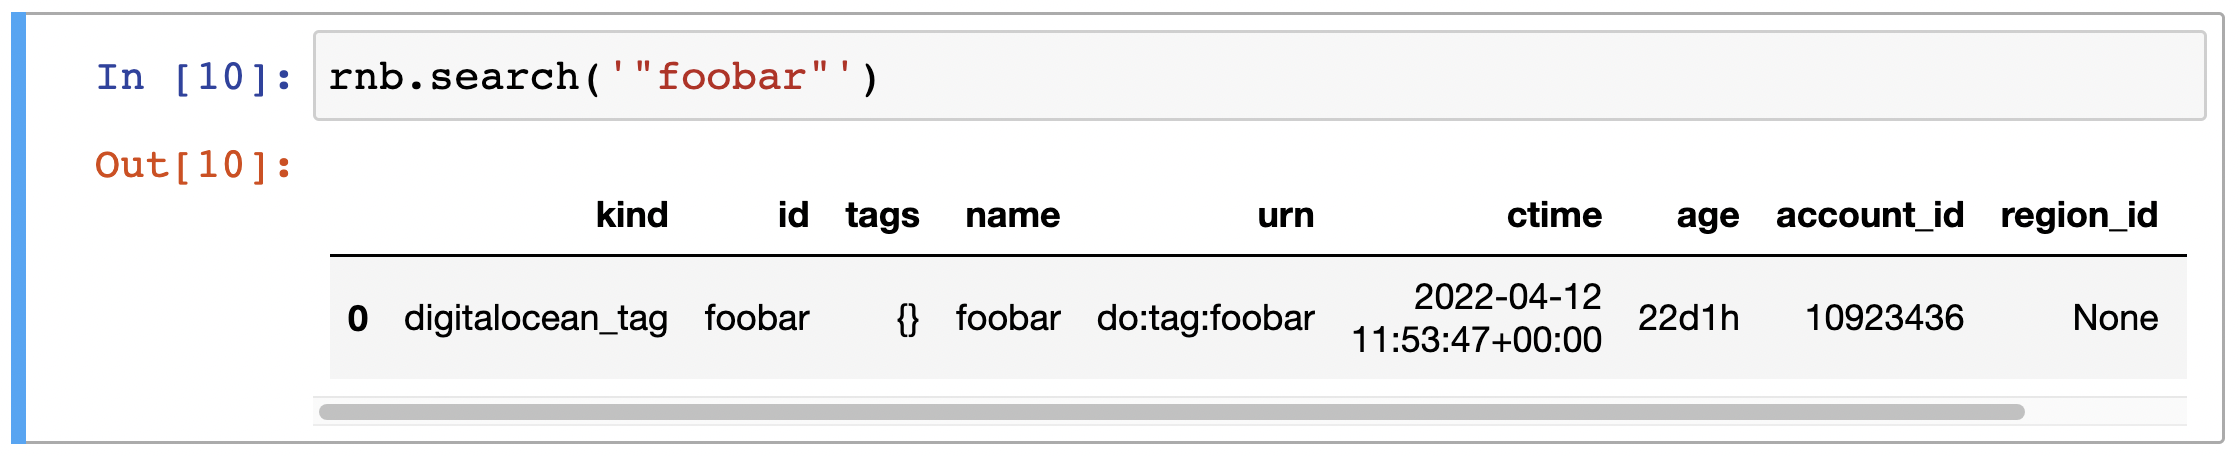 In [10]: rnb.search('"foobar"')
Out[10]:
kind id tags name urn ctime age account_id region_id
0 digitalocean_tag foobar {} foobar do:tag:foobar 2022-04-12 11:53:47+00:00 22d1h 10923436 None